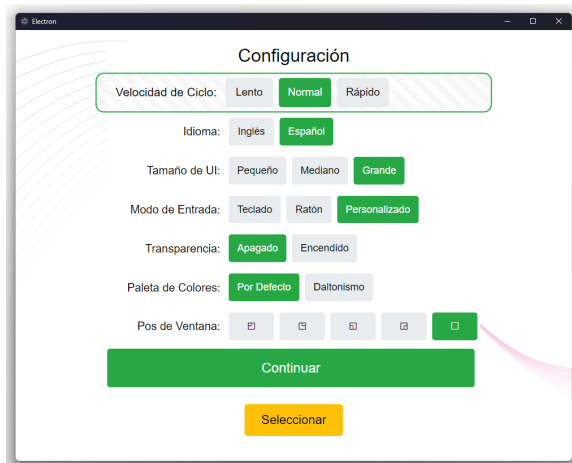 Electron
Configuración
Velocidad de Ciclo: Lento Normal Rápido
Idioma: Inglés Español
Tamaño de UI: Pequeño Mediano Grande
Modo de Entrada: Teclado Ratón Personalizado
Transparencia: Apagado Encendido
Paleta de Colores: Por Defecto Daltonismo
Pos de Ventana:
Continuar
Seleccionar